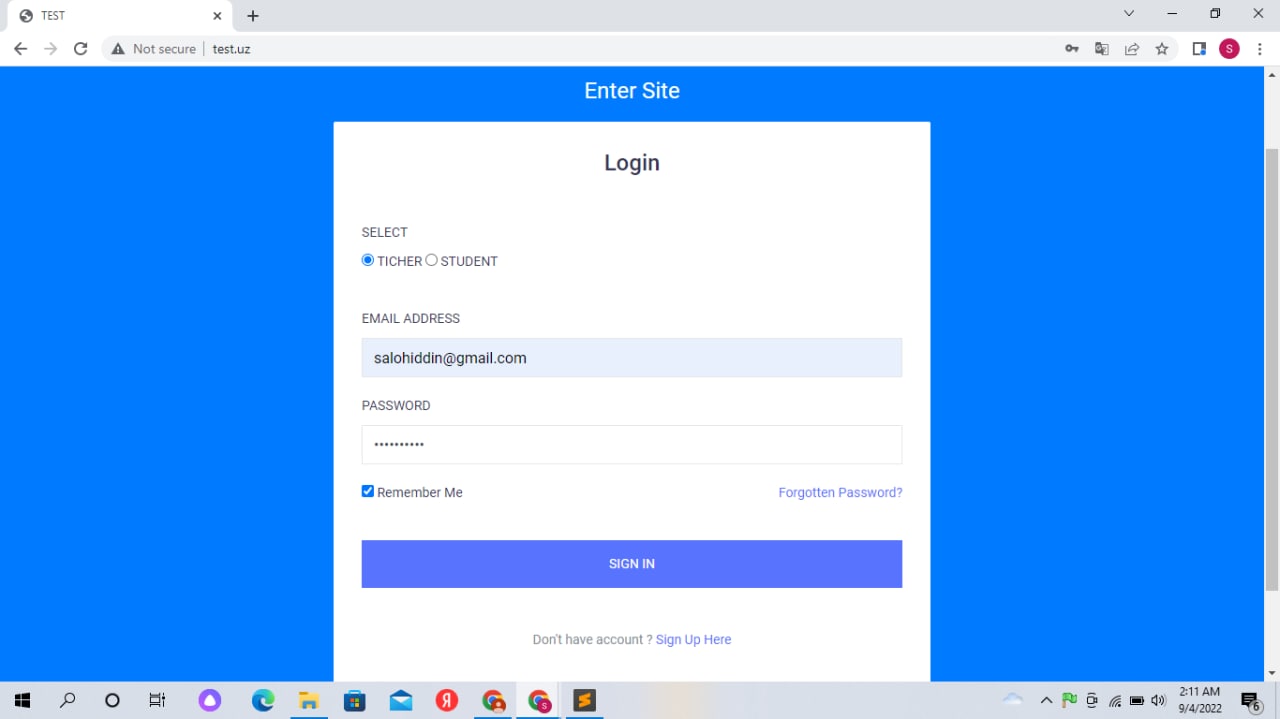 TEST
Not secure test.uz
S
Enter Site
Login
SELECT
TICHER STUDENT
EMAIL ADDRESS
salohiddin@gmail.com
PASSWORD
Remember Me Forgotten Password?
SIGN IN
Don't have account ? Sign Up Here
Я
S
S
2:11 AM
9/4/2022
6